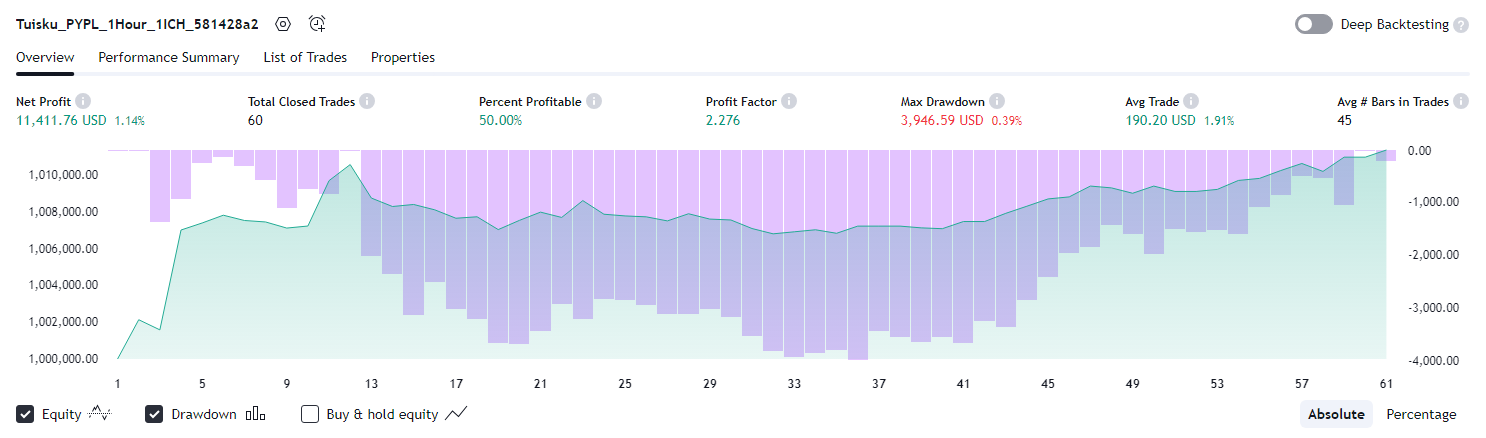 Tuisku_PYPL_1Hour_1ICH_581428a2 Deep Backtesting ?
Overview Performance Summary List of Trades Properties
Net Profit i Total Closed Trades i Percent Profitable i Profit Factor i Max Drawdown i Avg Trade i Avg # Bars in Trades i
11,411.76 USD 1.14% 60 50.00% 2.276 3,946.59 USD 0.39% 190.20 USD 1.91% 45
0.00
1,010,000.00
1,008,000.00 -1,000.00
1,006,000.00 -2,000.00
1,004,000.00
1,002,000.00 -3,000.00
1,000,000.00 -4,000.00
1 5 9 13 17 21 25 29 33 37 41 45 49 53 57 61
Equity Drawdown Buy & hold equity Absolute Percentage